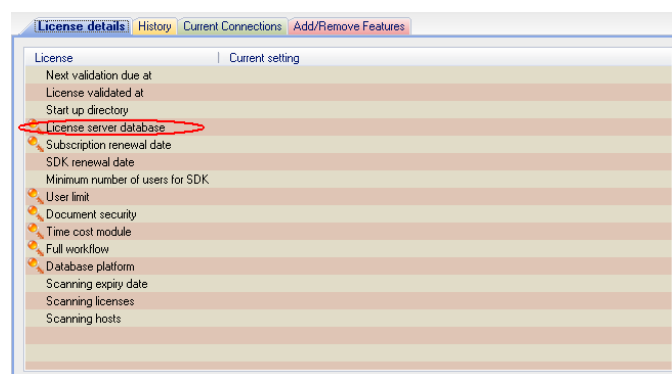 License details History Current Connections Add/Remove Features
License Current setting
Next validation due at
License validated at
Start up directory
License server database
Subscription renewal date
SDK renewal date
Minimum number of users for SDK
User limit
Document security
Time cost module
Full workflow
Database platform
Scanning expiry date
Scanning licenses
Scanning hosts